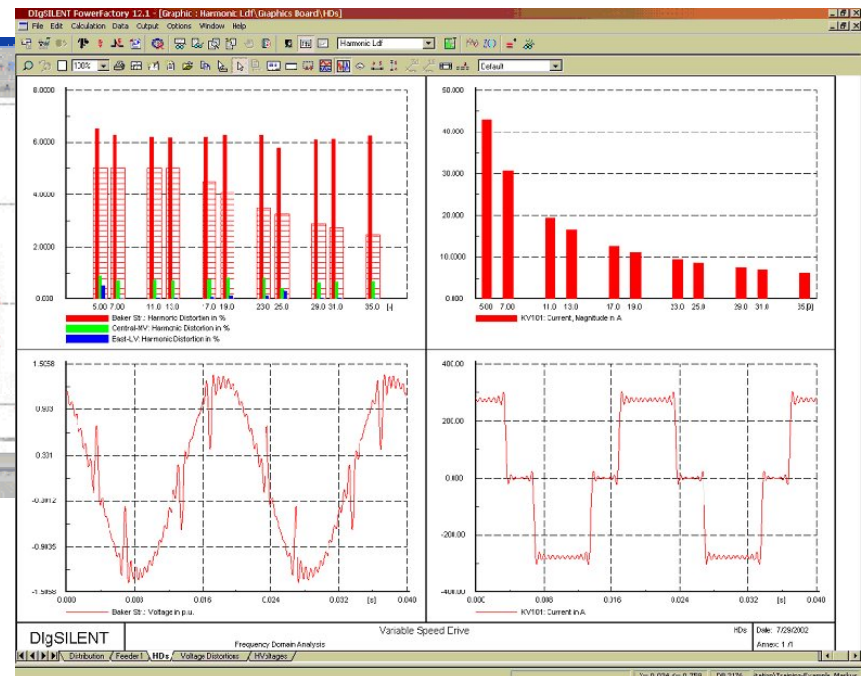 DIgSILENT PowerFactory 12.1 - [Graphic : Harmonic Ldf\Graphics Board\HDs]
File Edit Calculation Data Output Options Window Help
Harmonic Ldf
100% Default
8.0000
6.0000
4.0000
2.0000
0.000
5.00 7.00 11.0 13.0 17.0 19.0 23.0 25.0 29.0 31.0 35.0 [-]
Baker Str.: Harmonic Distortion in %
Central-MV: Harmonic Distortion in %
East-LV: Harmonic Distortion in %
50.000
40.000
30.000
20.000
10.0000
0.000
5.00 7.00 11.0 13.0 17.0 19.0 23.0 25.0 29.0 31.0
KV101: Current, Magnitude in A
1.5058
0.331
-1.5058
0.000 0.008 0.016 0.024 0.032 [s] 0.040
Baker Str.: Voltage in p.u.
400.00
200.00
0.000
-200.00
-400.00
0.000 0.008 0.016 0.024 0.032 [s] 0.040
KV101: Current in A
DIgSILENT
Variable Speed Drive
Frequency Domain Analysis
HDs
Date: 7/29/2002
Annex: 1 /1
Distribution Feeder1 HDs Voltage Distortions HVoltages